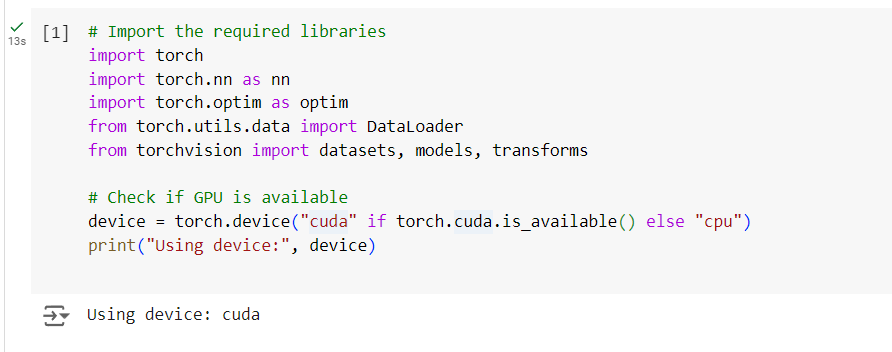 [1] # Import the required libraries
import torch
import torch.nn as nn
import torch.optim as optim
from torch.utils.data import DataLoader
from torchvision import datasets, models, transforms
13s
# Check if GPU is available
device = torch.device("cuda" if torch.cuda.is_available() else "cpu")
print("Using device:", device)
Using device: cuda